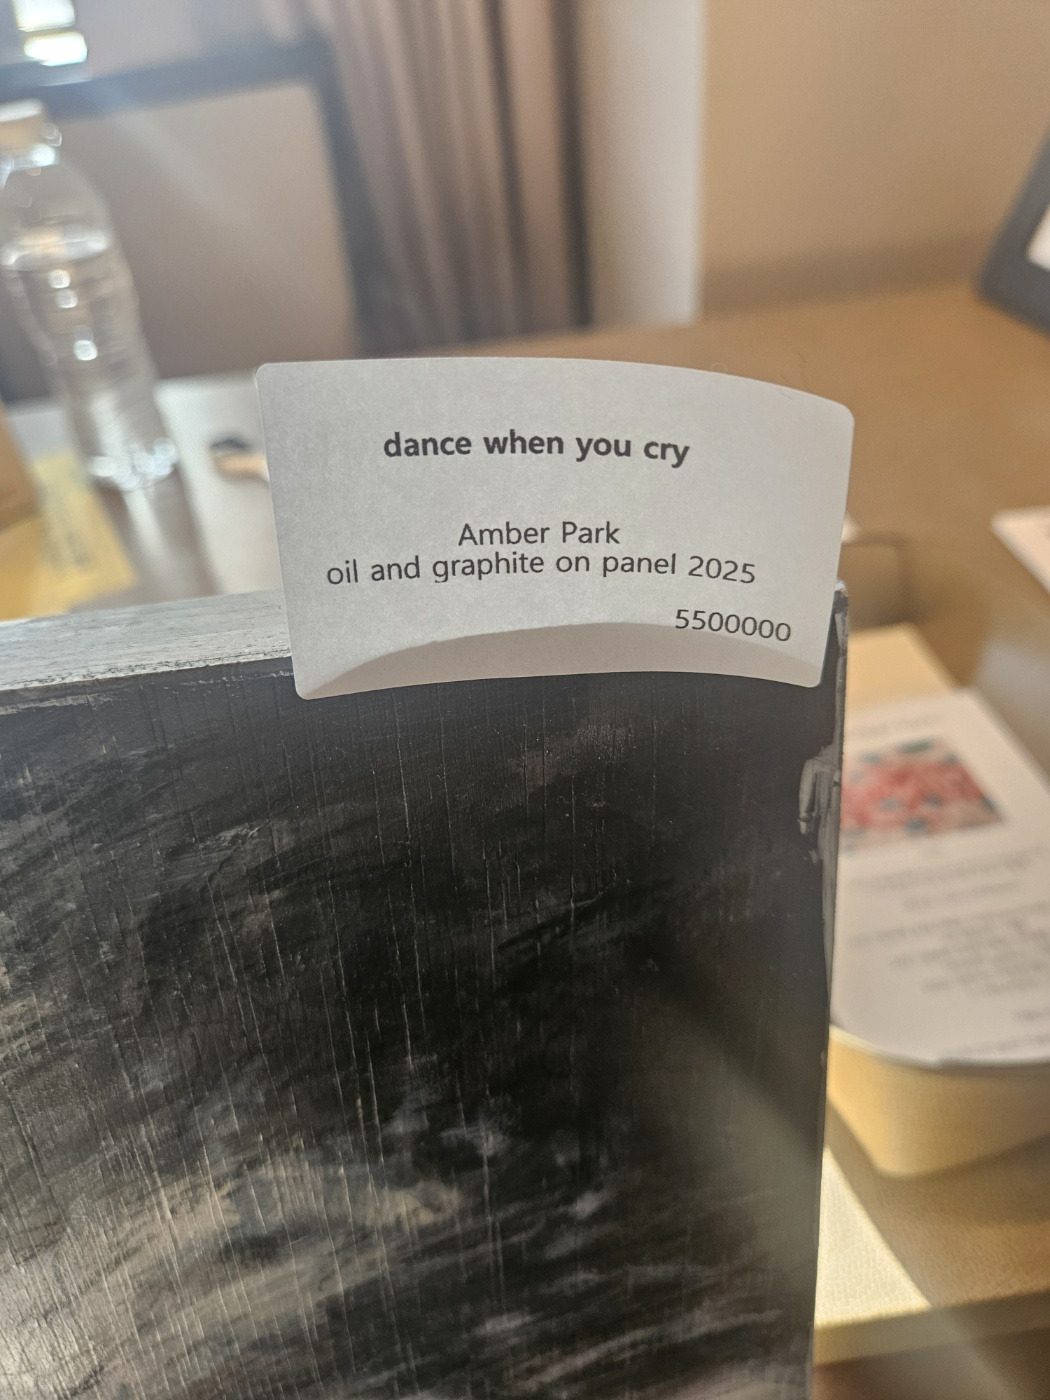 dance when you cry
Amber Park
oil and graphite on panel 2025
5500000